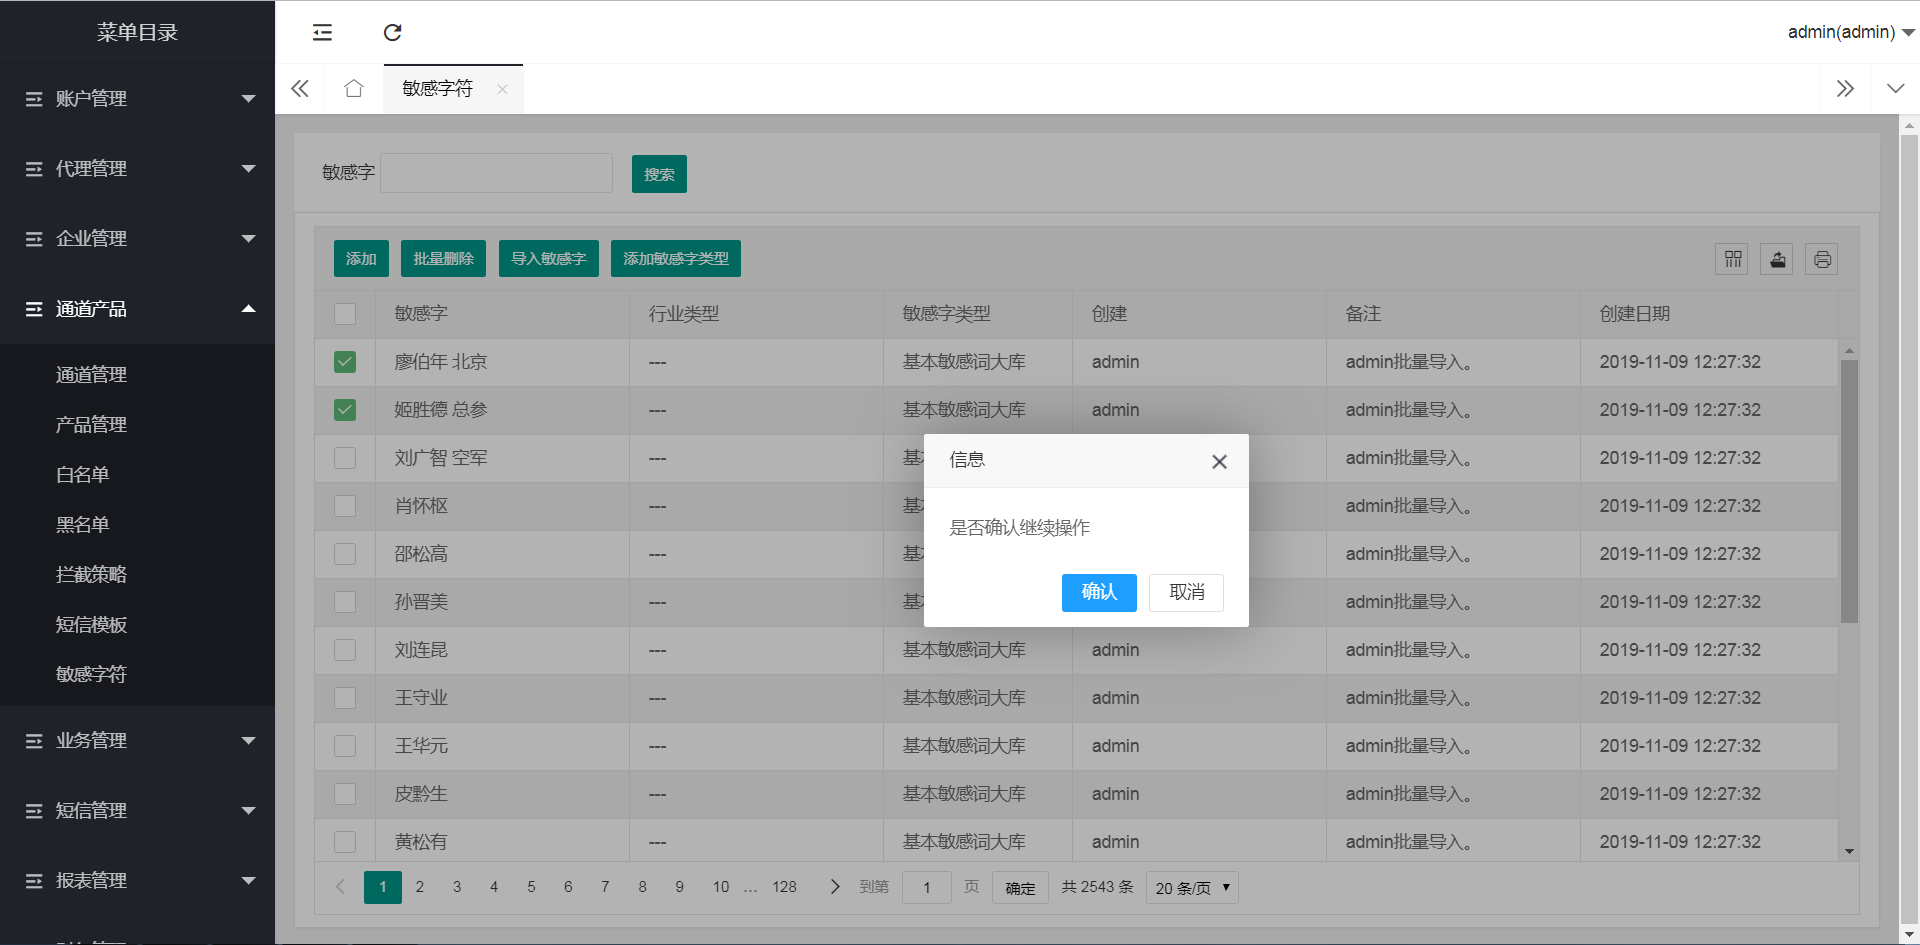 菜单目录
admin(admin)
账户管理
代理管理
企业管理
通道产品
通道管理
产品管理
白名单
黑名单
拦截策略
短信模板
敏感字符
业务管理
短信管理
报表管理
敏感字符
敏感字 搜索
添加 批量删除 导入敏感字 添加敏感字类型
敏感字 行业类型 敏感字类型 创建 备注 创建日期
廖伯年 北京 --- 基本敏感词大库 admin admin批量导入。 2019-11-09 12:27:32
姬胜德 总参 --- 基本敏感词大库 admin admin批量导入。 2019-11-09 12:27:32
刘广智 空军 --- 基 admin批量导入。 2019-11-09 12:27:32
肖怀枢 --- 基 admin批量导入。 2019-11-09 12:27:32
邵松高 --- 基 admin批量导入。 2019-11-09 12:27:32
孙晋美 --- 基 admin批量导入。 2019-11-09 12:27:32
刘连昆 --- 基本敏感词大库 admin admin批量导入。 2019-11-09 12:27:32
王守业 --- 基本敏感词大库 admin admin批量导入。 2019-11-09 12:27:32
王华元 --- 基本敏感词大库 admin admin批量导入。 2019-11-09 12:27:32
皮黔生 --- 基本敏感词大库 admin admin批量导入。 2019-11-09 12:27:32
黄松有 --- 基本敏感词大库 admin admin批量导入。 2019-11-09 12:27:32
信息
是否确认继续操作
确认 取消
1 2 3 4 5 6 7 8 9 10 … 128 到第 1 页 确定 共 2543 条 20 条/页